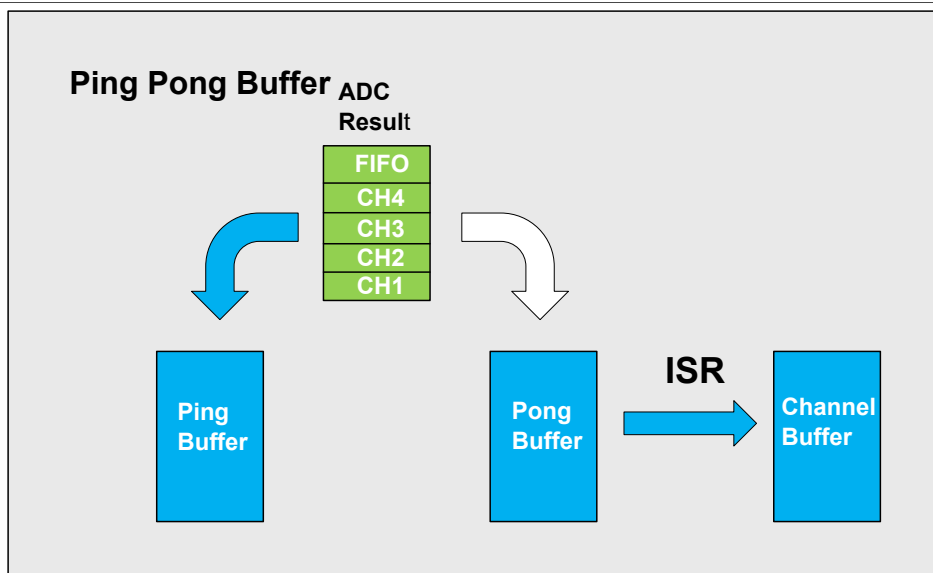 Ping Pong Buffer
ADC
Result
FIFO
CH4
CH3
CH2
CH1
Ping
Buffer
Pong
Buffer
ISR
Channel
Buffer